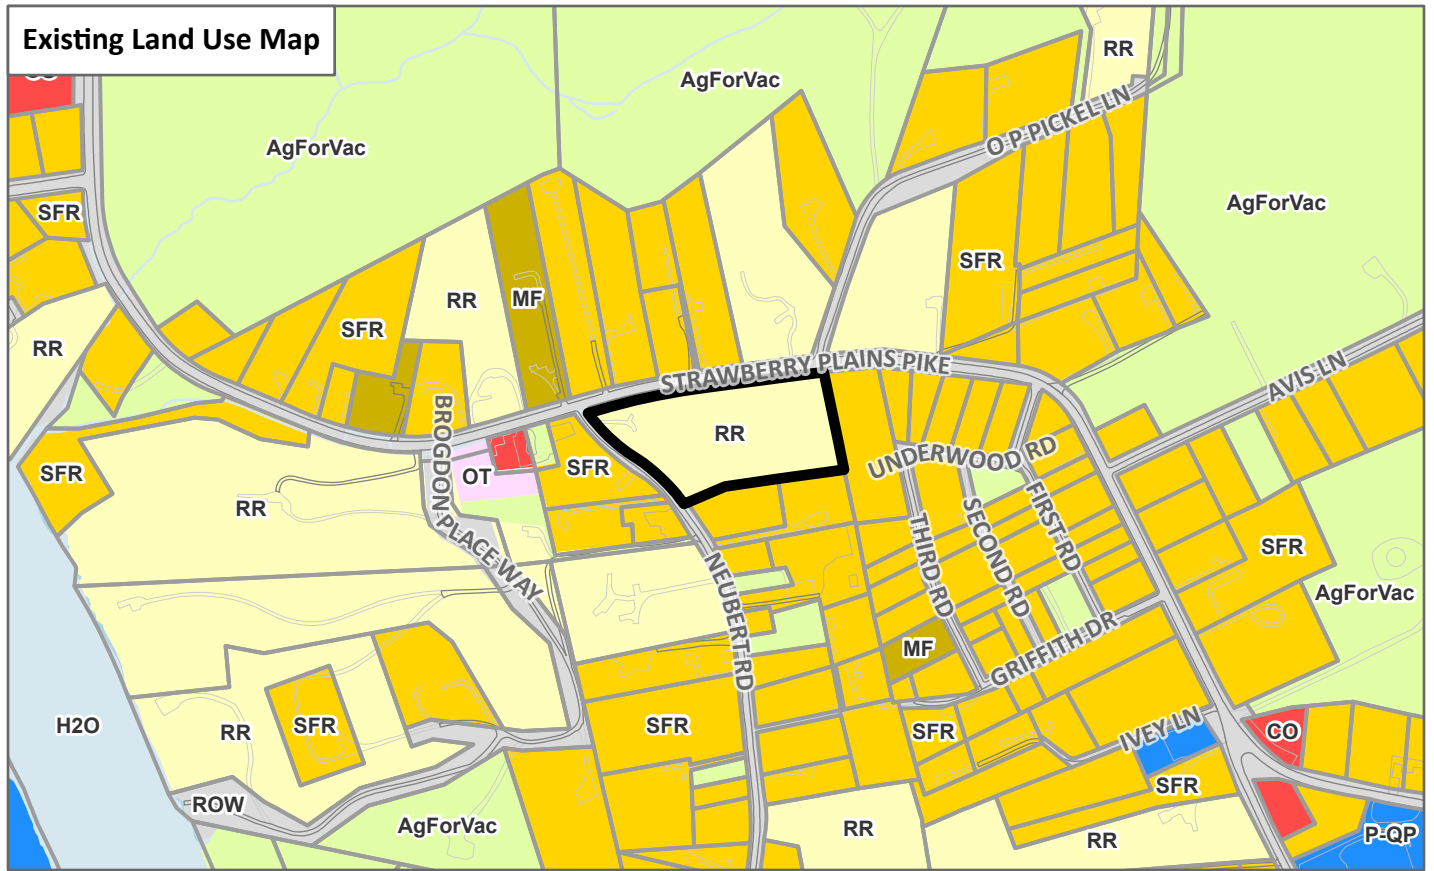 Existing Land Use Map
RR
AgForVac
O P PICKEL LN
AgForVac
AgForVac
SFR
SFR
RR
MF
SFR
RR
STRAWBERRY PLAINS PIKE
AVIS LN
BROGDON PLACE WAY
RR
UNDERWOOD RD
SFR
OT
SFR
RR
FIRST RD
SECOND RD
THIRD RD
SFR
NEUBERT RD
AgForVac
GRIFFITH DR
MF
H2O
RR
SFR
SFR
SFR
IVEY LN
CO
SFR
ROW
AgForVac
RR
RR
P-QP